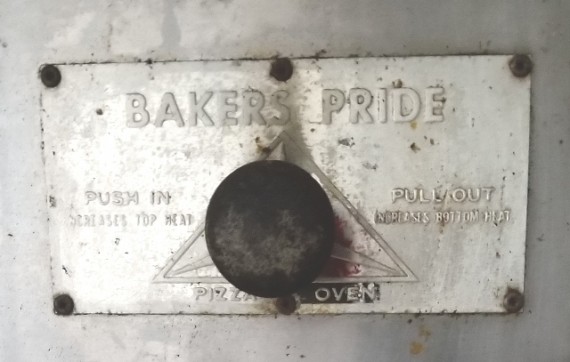 BAKERS PRIDE
PUSH IN
INCREASES TOP HEAT
PULL OUT
INCREASES BOTTOM HEAT
PIZZA OVEN